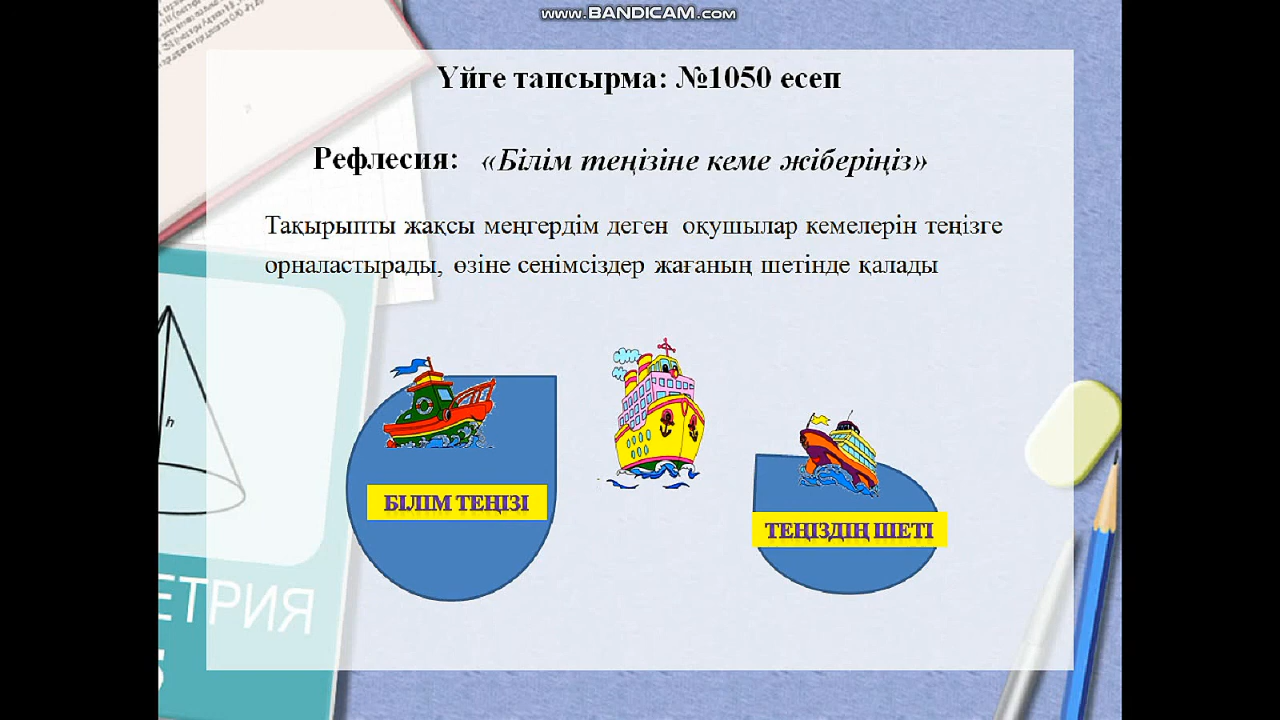 www.BANDICAM.com
Үйге тапсырма: №1050 есеп
Рефлесия: «Білім теңізіне кеме жіберіңіз»
Тақырыпты жақсы меңгердім деген оқушылар кемелерін теңізге
орналастырады, өзіне сенімсіздер жағаның шетінде қалады
h
БІЛІМ ТЕҢІЗІ
ТЕҢІЗДІҢ ШЕТІ
ЕТРИЯ